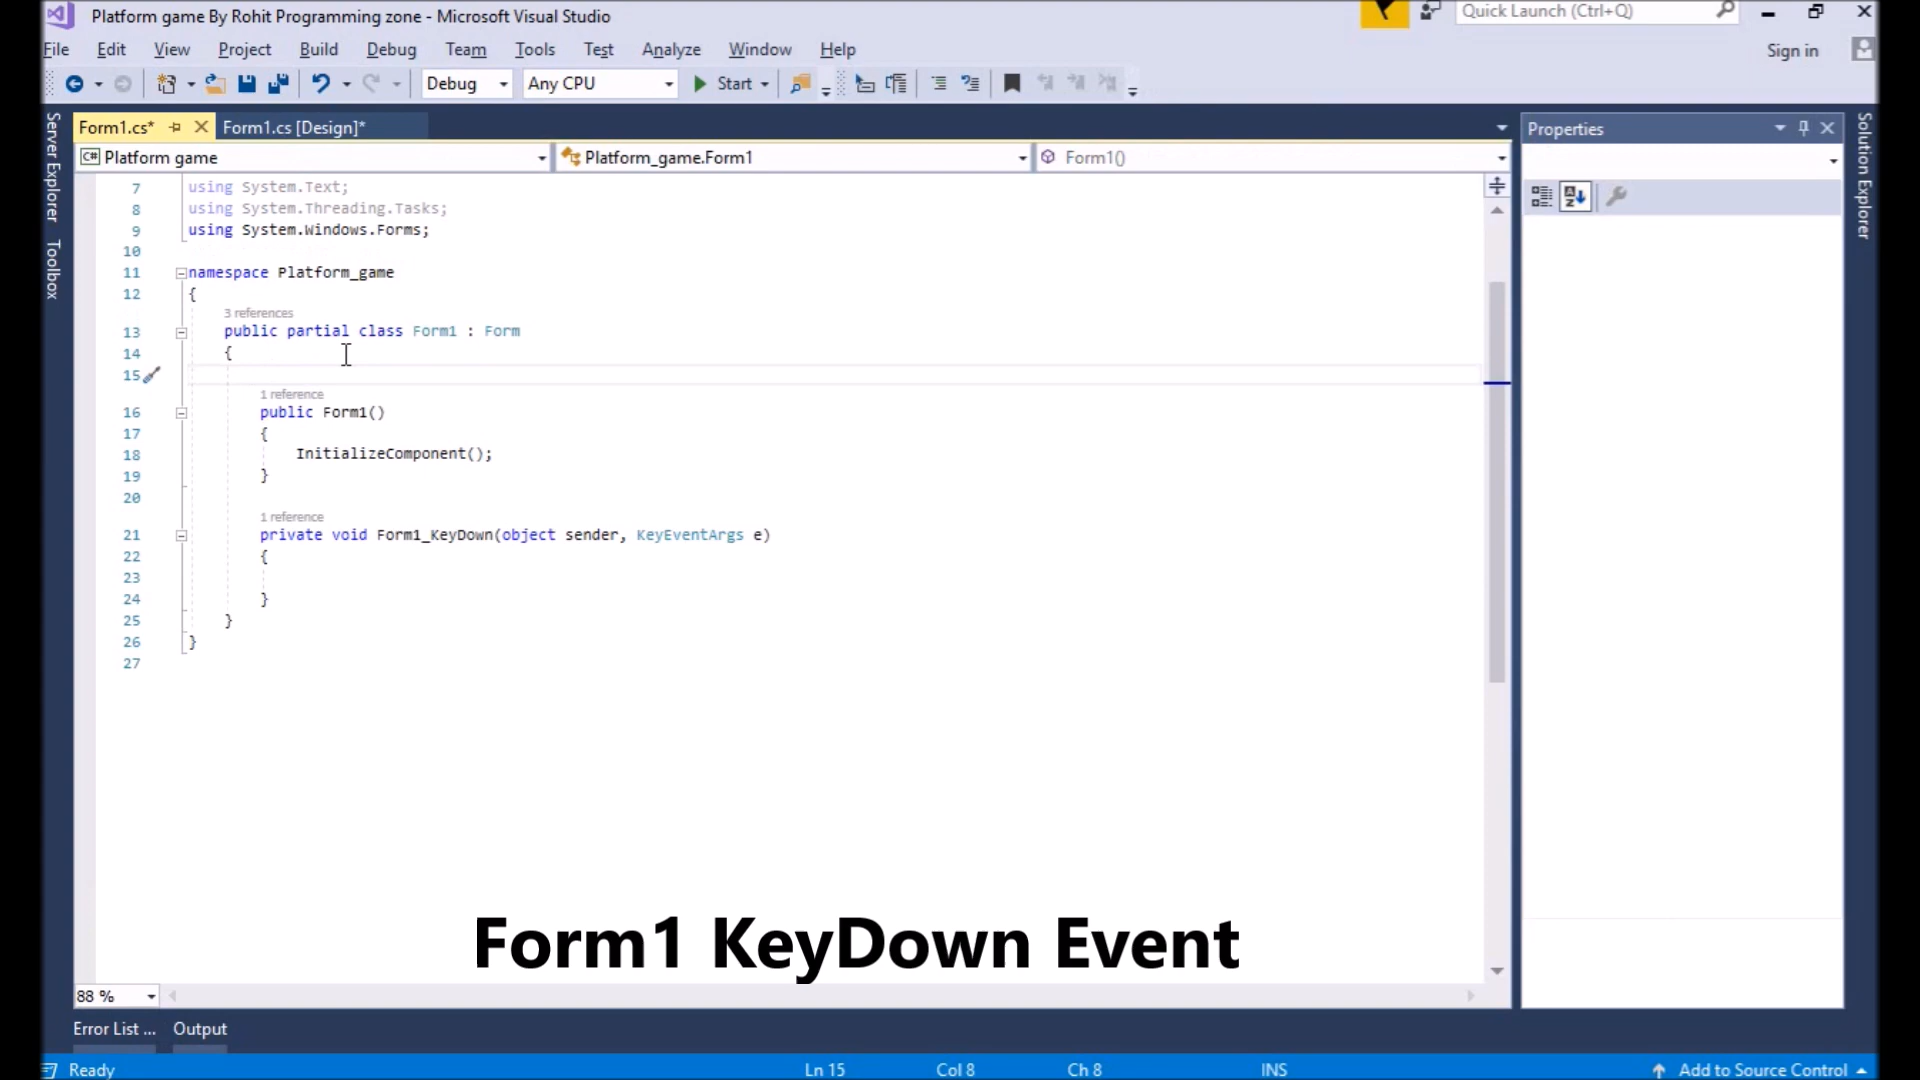 Platform game By Rohit Programming zone - Microsoft Visual Studio
Quick Launch (Ctrl+Q)
File Edit View Project Build Debug Team Tools Test Analyze Window Help
Sign in
Debug Any CPU Start
Server Explorer
Toolbox
Form1.cs* Form1.cs [Design]*
Platform game Platform_game.Form1 Form1()
7 using System.Text;
8 using System.Threading.Tasks;
9 using System.Windows.Forms;
10
11 namespace Platform_game
12 {
3 references
13 public partial class Form1 : Form
14 {
15
1 reference
16 public Form1()
17 {
18 InitializeComponent();
19 }
20
1 reference
21 private void Form1_KeyDown(object sender, KeyEventArgs e)
22 {
23
24 }
25 }
26 }
27
Form1 KeyDown Event
88 %
Properties
Solution Explorer
Error List ... Output
Ready Ln 15 Col 8 Ch 8 INS Add to Source Control